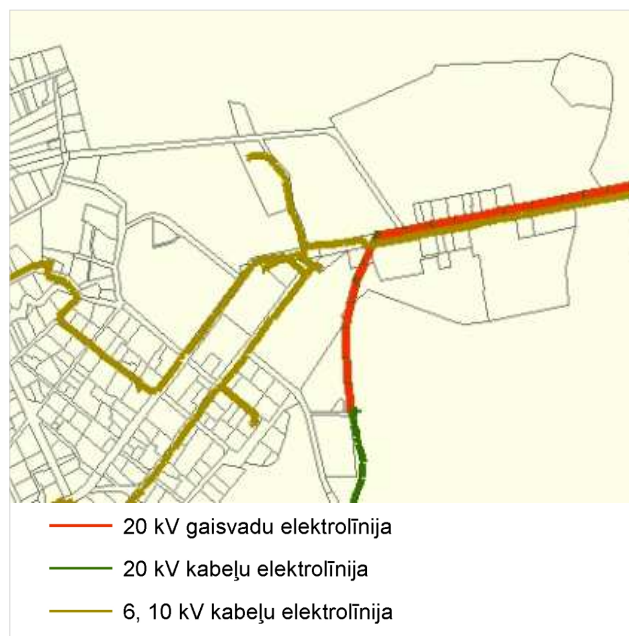 20 kV gaisvadu elektrolīnija
20 kV kabeļu elektrolīnija
6, 10 kV kabeļu elektrolīnija